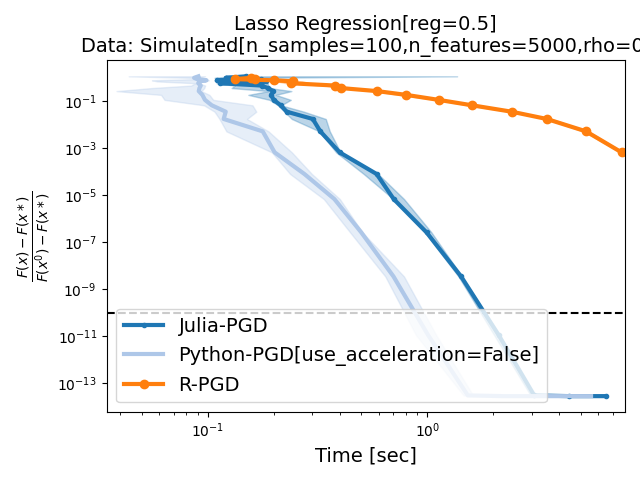 Lasso Regression[reg=0.5]
Data: Simulated[n_samples=100,n_features=5000,rho=0
10^{-1}
10^{-3}
10^{-5}
10^{-7}
10^{-9}
10^{-11}
10^{-13}
\frac{F(x) − F(x*)}{F(x^0) − F(x*)}
Julia-PGD
Python-PGD[use_acceleration=False]
R-PGD
10^{-1}
10^0
Time [sec]